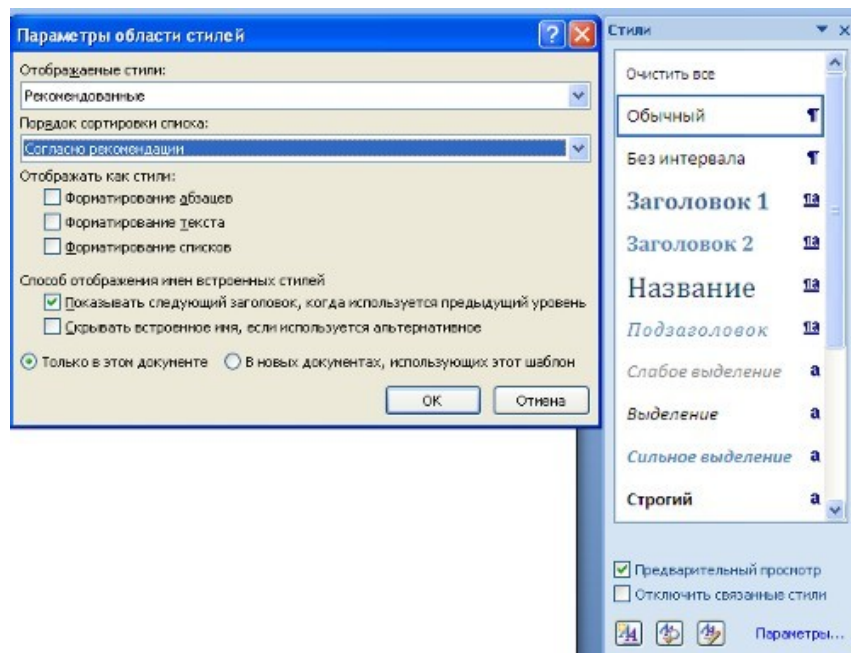 Параметры области стилей
Отображаемые стили:
Рекомендованные
Порядок сортировки списка:
Согласно рекомендации
Отображать как стили:
Форматирование абзацев
Форматирование текста
Форматирование списков
Способ отображения имен встроенных стилей
Показывать следующий заголовок, когда используется предыдущий уровень
Скрывать встроенное имя, если используется альтернативное
Только в этом документе В новых документах, использующих этот шаблон
ОК Отмена
Стили
Очистить все
Обычный ¶
Без интервала ¶
Заголовок 1 ¶a
Заголовок 2 ¶a
Название ¶a
Подзаголовок ¶a
Слабое выделение a
Выделение a
Сильное выделение a
Строгий a
Предварительный просмотр
Отключить связанные стили
Параметры...